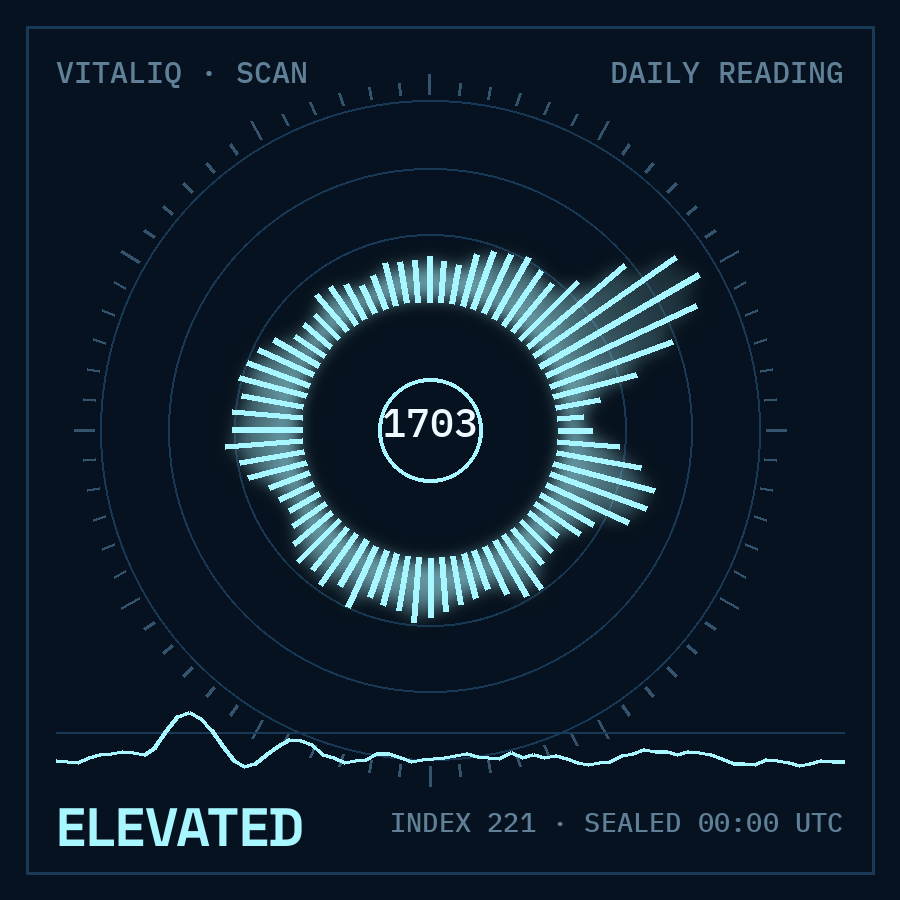 VITALIQ · SCAN
DAILY READING
1703
ELEVATED
INDEX 221 · SEALED 00:00 UTC